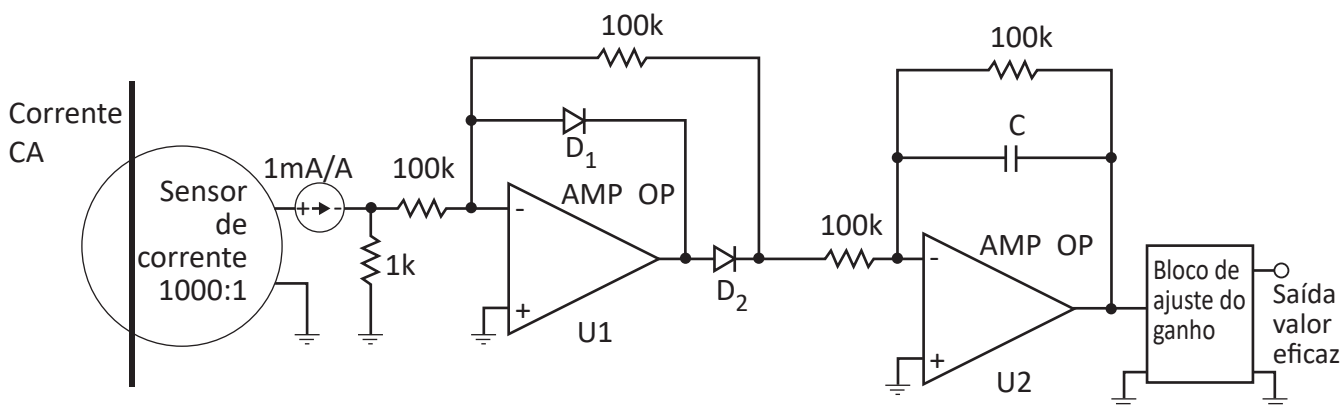 Corrente
CA
Sensor
de
corrente
1000:1
1mA/A
+ -
1k
100k
100k
D1
AMP OP
-
+
U1
D2
100k
100k
C
AMP OP
-
+
U2
Bloco de
ajuste do
ganho
Saída
valor
eficaz